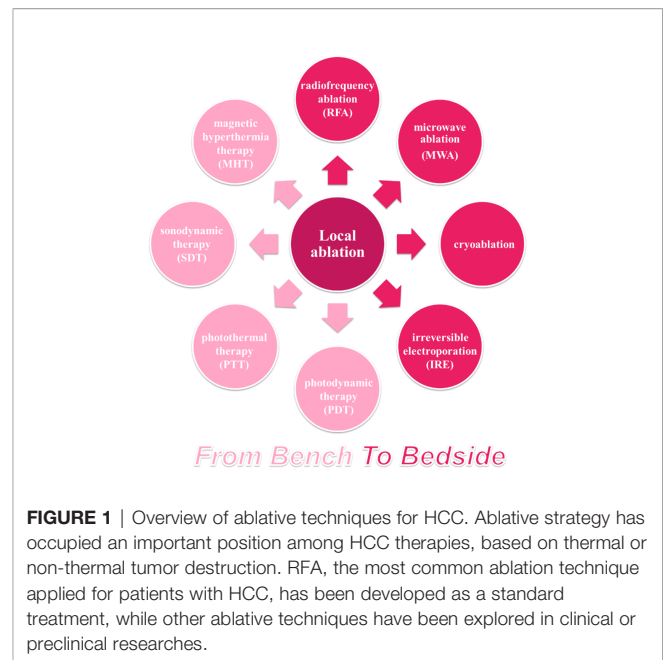 radiofrequency
ablation
(RFA)
microwave
ablation
(MWA)
cryoablation
irreversible
electroporation
(IRE)
photodynamic
therapy
(PDT)
photothermal
therapy
(PTT)
sonodynamic
therapy
(SDT)
magnetic
hyperthermia
therapy
(MHT)
Local
ablation
From Bench To Bedside
FIGURE 1 | Overview of ablative techniques for HCC. Ablative strategy has
occupied an important position among HCC therapies, based on thermal or
non-thermal tumor destruction. RFA, the most common ablation technique
applied for patients with HCC, has been developed as a standard
treatment, while other ablative techniques have been explored in clinical or
preclinical researches.